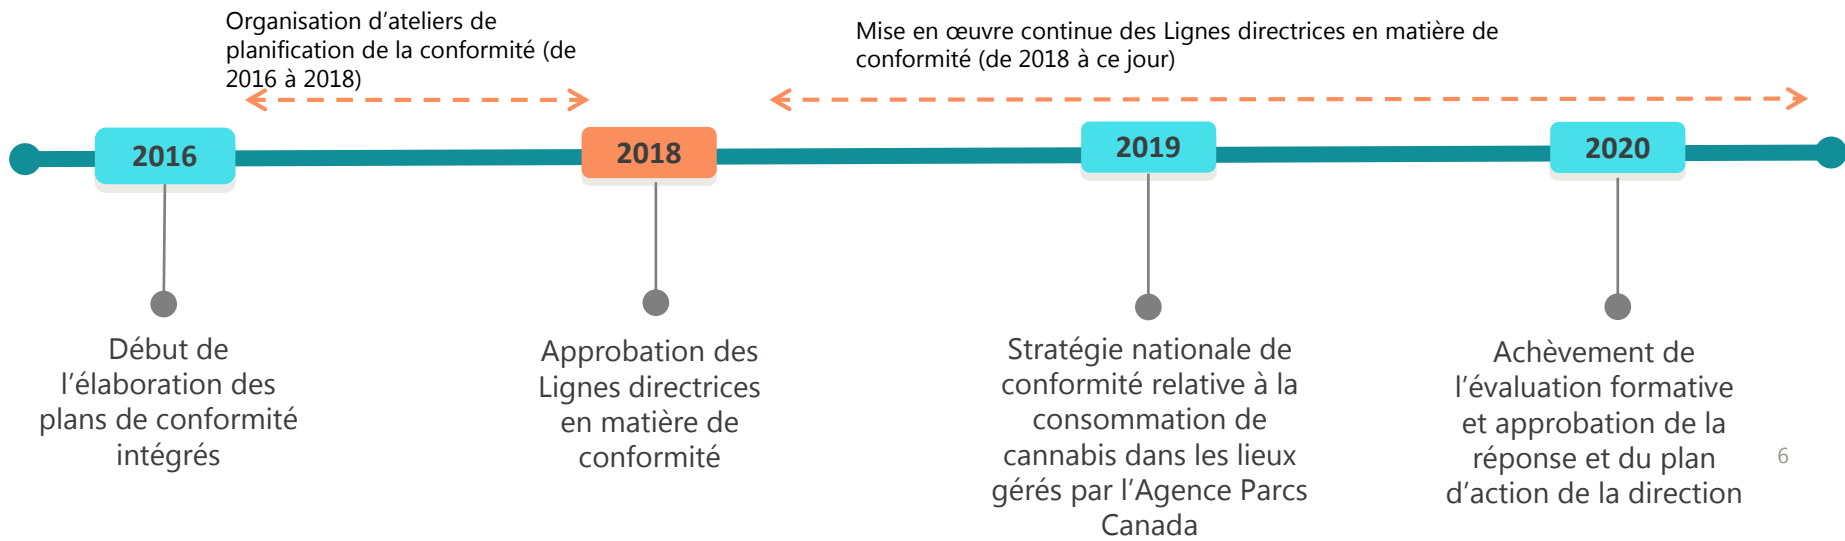 Organisation d'ateliers de
planification de la conformité (de
2016 à 2018)
Mise en œuvre continue des Lignes directrices en matière de
conformité (de 2018 à ce jour)
2016
2018
2019
2020
Début de
l'élaboration des
plans de conformité
intégrés
Approbation des
Lignes directrices
en matière de
conformité
Stratégie nationale de
conformité relative à la
consommation de
cannabis dans les lieux
gérés par l'Agence Parcs
Canada
Achèvement de
l'évaluation formative
et approbation de la
réponse et du plan
d'action de la direction
6